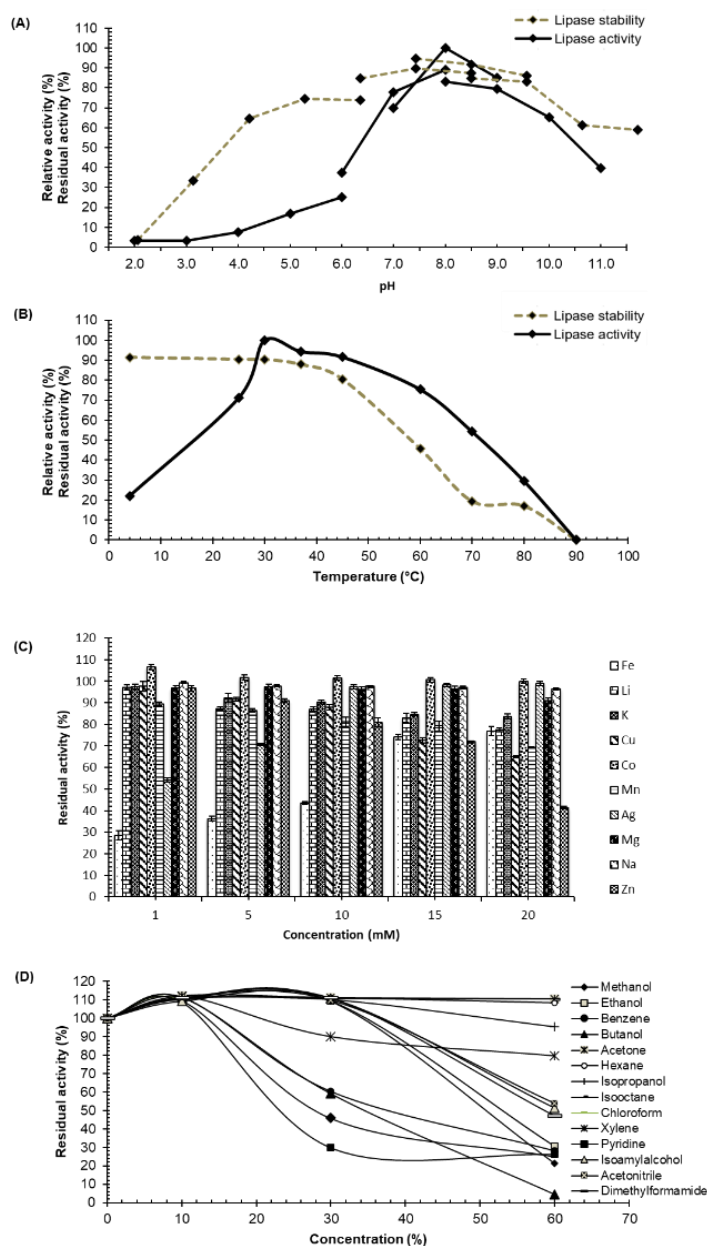 (A)
Lipase stability
Lipase activity
110
100
90
80
70
60
50
40
30
20
10
0
Relative activity (%)
Residual activity (%)
2.0 3.0 4.0 5.0 6.0 7.0 8.0 9.0 10.0 11.0
pH
(B)
Lipase stability
Lipase activity
110
100
90
80
70
60
50
40
30
20
10
0
Relative activity (%)
Residual activity (%)
0 10 20 30 40 50 60 70 80 90 100
Temperature (°C)
(C)
120
110
100
90
80
70
60
50
40
30
20
10
0
Residual activity (%)
1 5 10 15 20
Concentration (mM)
Fe
Li
K
Cu
Co
Mn
Ag
Mg
Na
Zn
(D)
120
110
100
90
80
70
60
50
40
30
20
10
0
Residual activity (%)
0 10 20 30 40 50 60 70
Concentration (%)
Methanol
Ethanol
Benzene
Butanol
Acetone
Hexane
Isopropanol
Isooctane
Chloroform
Xylene
Pyridine
Isoamylalcohol
Acetonitrile
Dimethylformamide